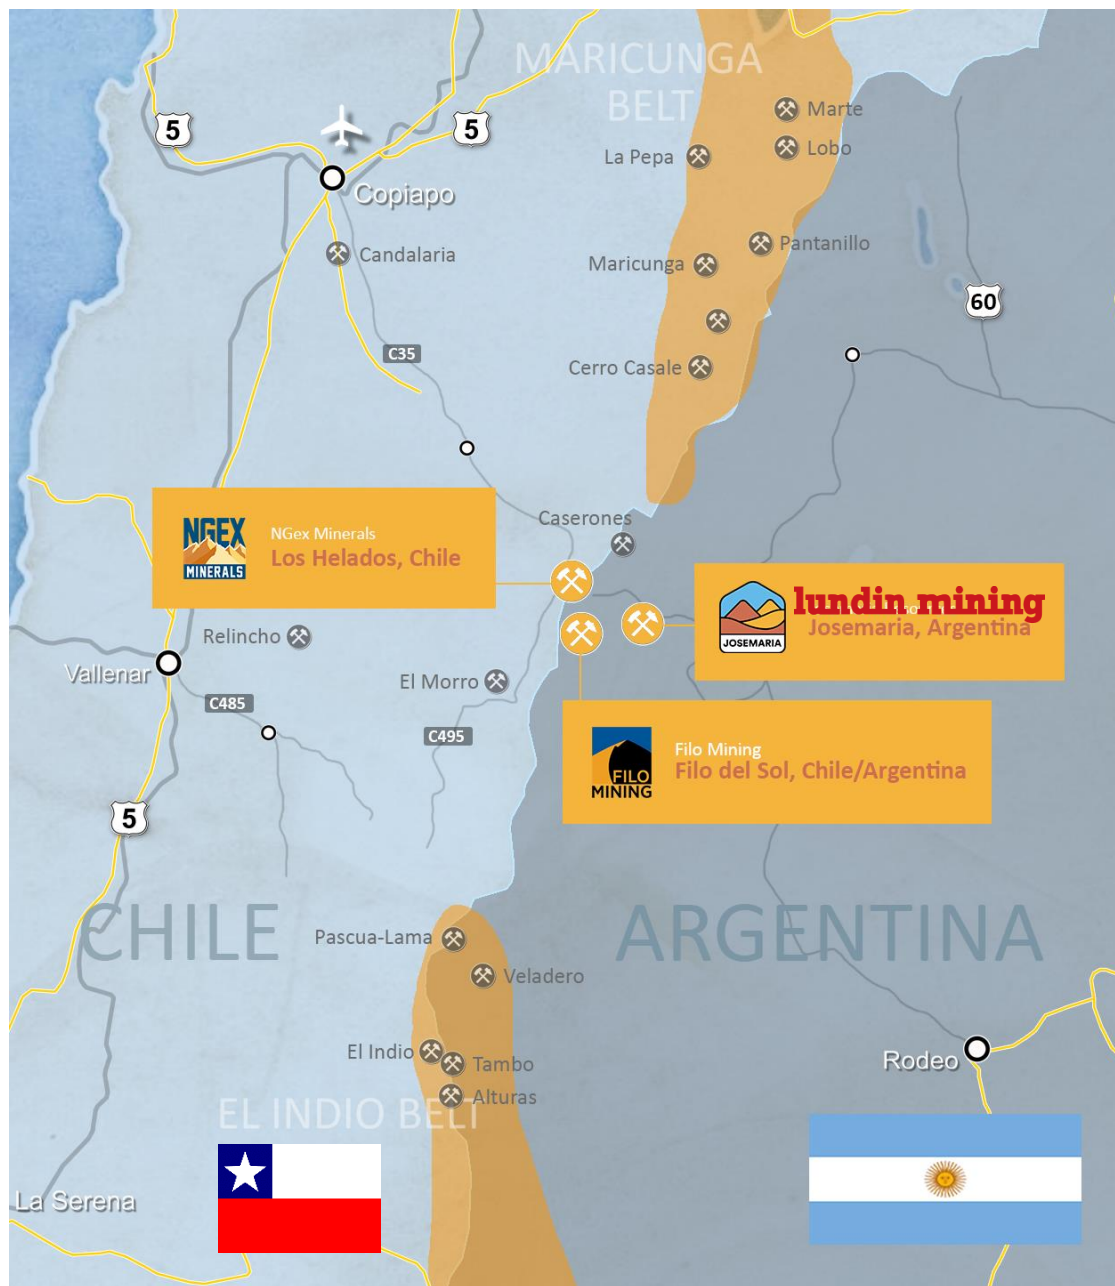 MARICUNGA
BELT
Marte
5
5
La Pepa
Lobo
Copiapo
Candalaria
Pantanillo
Maricunga
60
C35
Cerro Casale
Caserones
NGEX
MINERALS
NGex Minerals
Los Helados, Chile
lundin mining
Josemaria, Argentina
JOSEMARIA
Relincho
Vallenar
El Morro
C485
C495
FILO
MINING
Filo Mining
Filo del Sol, Chile/Argentina
5
CHILE
ARGENTINA
Pascua-Lama
Veladero
El Indio
Tambo
Rodeo
Alturas
EL INDIO BELT
La Serena